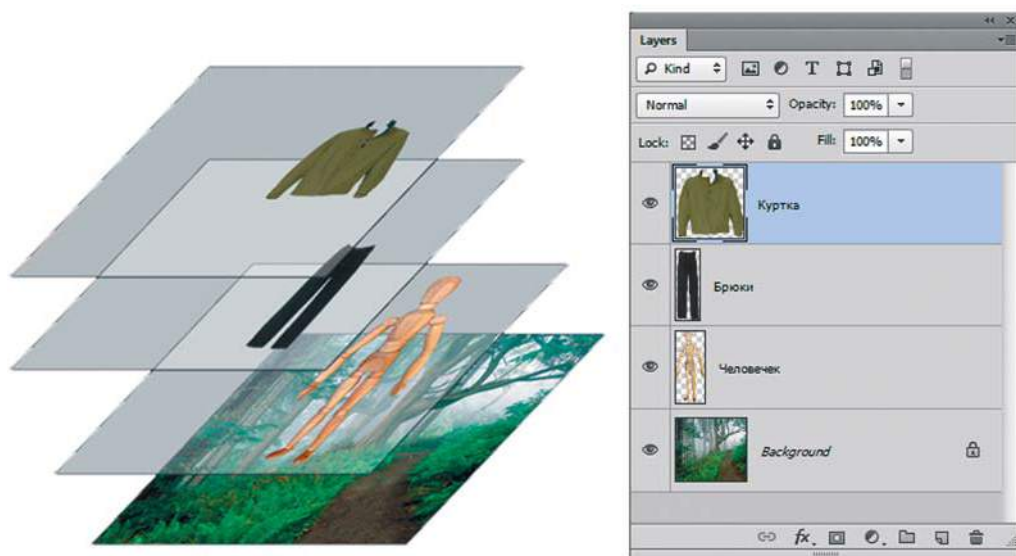 Layers
Kind
Normal Opacity: 100%
Lock: Fill: 100%
Куртка
Брюки
Человечек
Background
fx